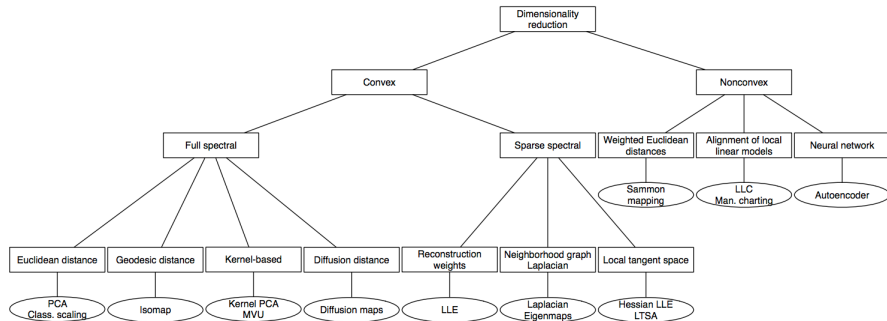 Dimensionality
reduction
Convex
Nonconvex
Full spectral
Sparse spectral
Weighted Euclidean
distances
Alignment of local
linear models
Neural network
Sammon
mapping
LLC
Man. charting
Autoencoder
Euclidean distance
Geodesic distance
Kernel-based
Diffusion distance
Reconstruction
weights
Neighborhood graph
Laplacian
Local tangent space
PCA
Class. scaling
Isomap
Kernel PCA
MVU
Diffusion maps
LLE
Laplacian
Eigenmaps
Hessian LLE
LTSA